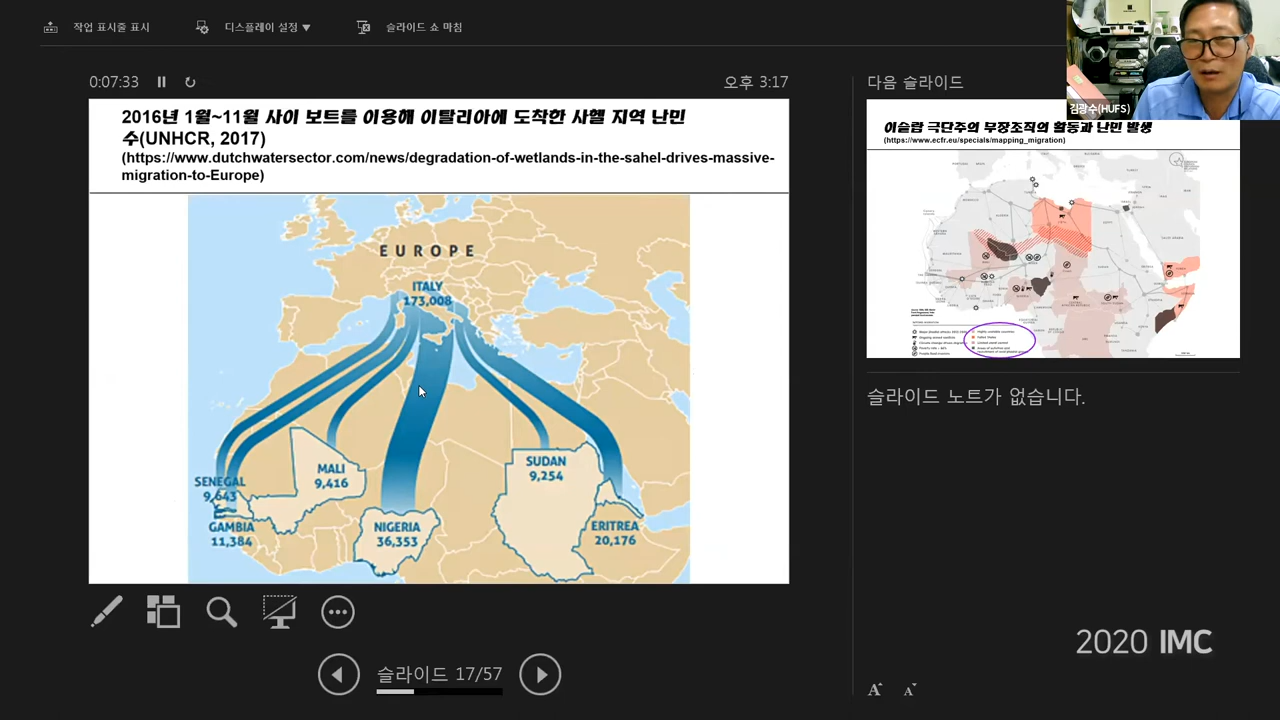 작업 표시줄 표시
디스플레이 설정 ▼
슬라이드 쇼 마침
김광수(HUFS)
0:07:33
오후 3:17
다음 슬라이드
2016년 1월~11월 사이 보트를 이용해 이탈리아에 도착한 사헬 지역 난민
수(UNHCR, 2017)
(https://www.dutchwatersector.com/news/degradation-of-wetlands-in-the-sahel-drives-massive-
migration-to-Europe)
EUROPE
ITALY
173,008
MALI
9,416
SENEGAL
9,643
GAMBIA
11,384
NIGERIA
36,353
SUDAN
9,254
ERITREA
20,176
이슬람 극단주의 무장조직의 활동과 난민 발생
(https://www.ecfr.eu/specials/mapping_migration)
슬라이드 노트가 없습니다.
슬라이드 17/57
2020 IMC
A A